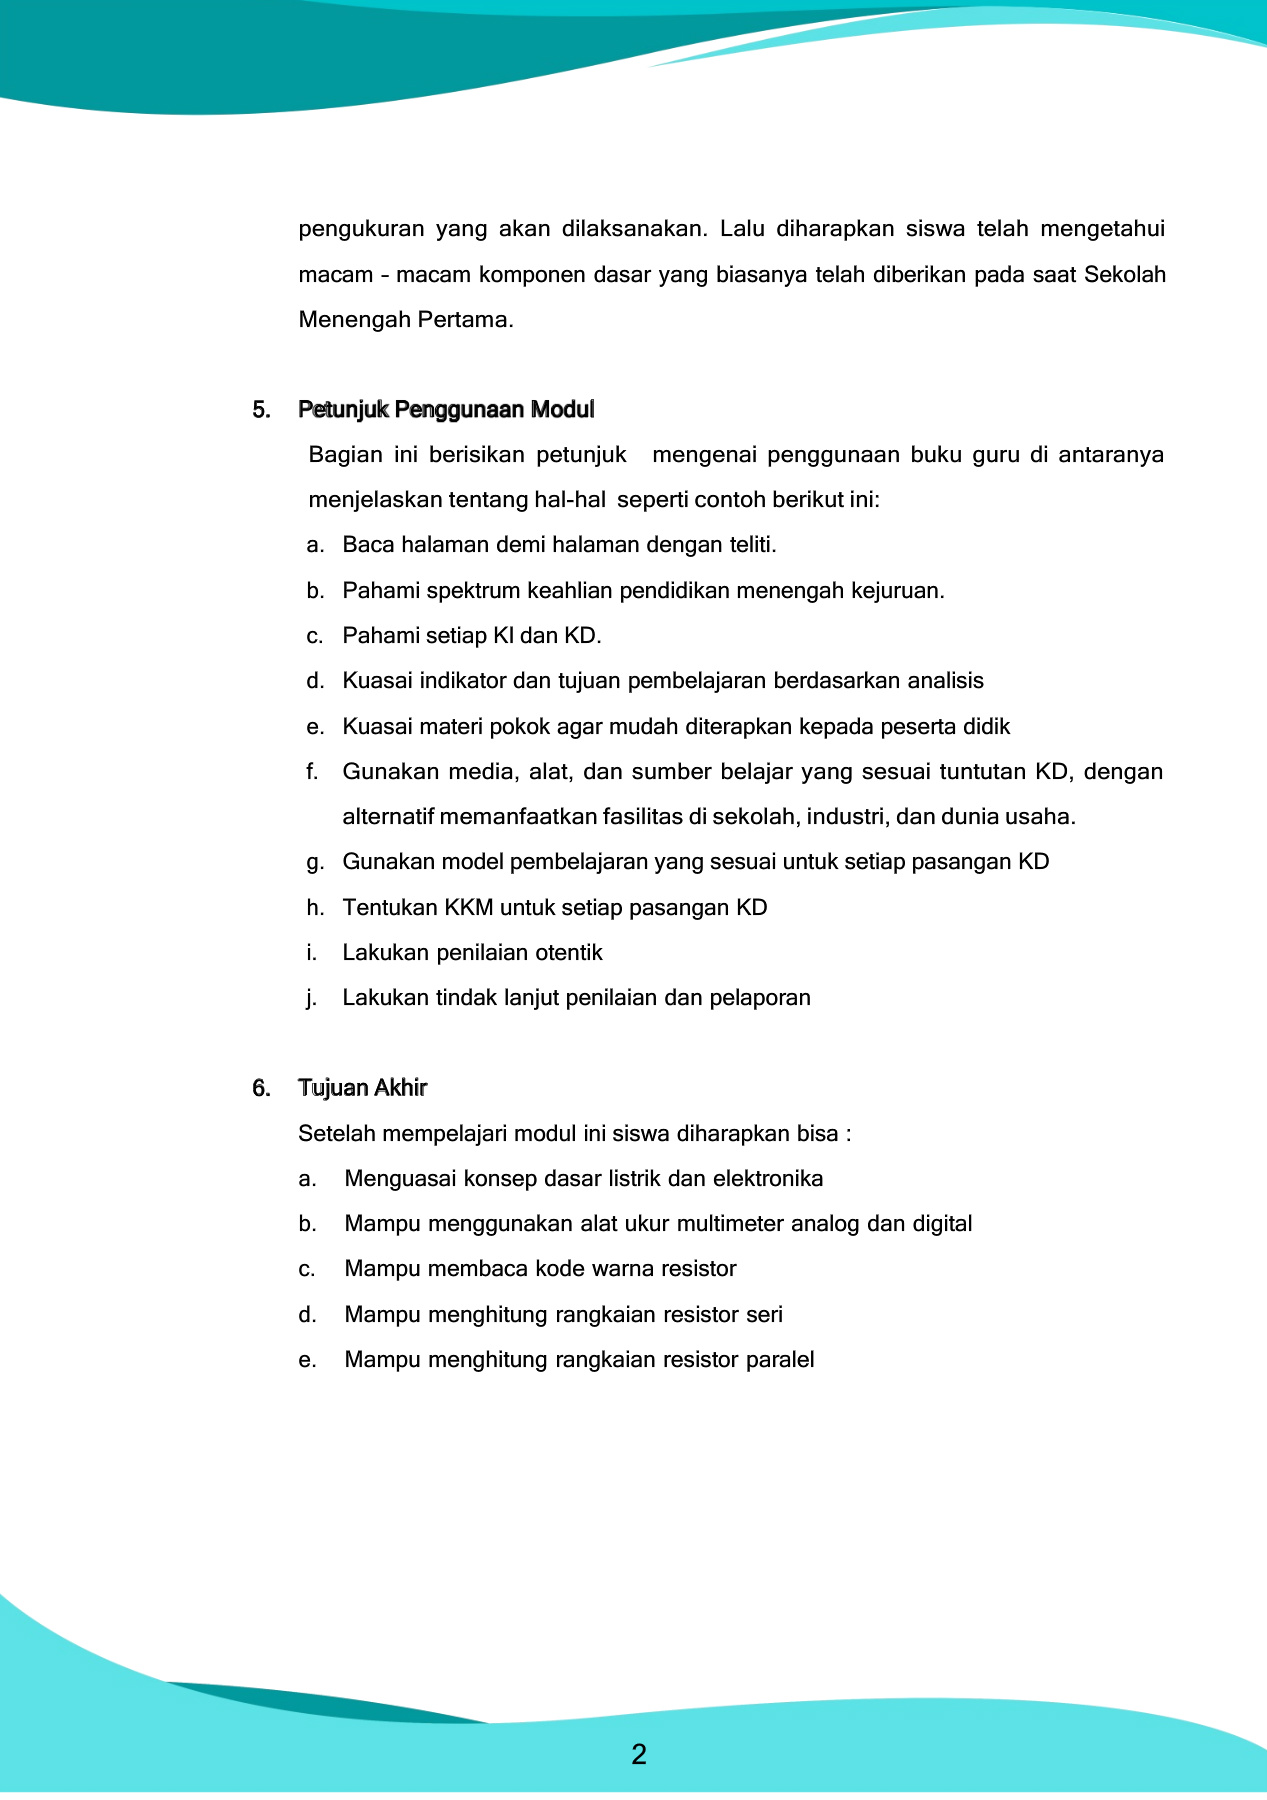 pengukuran yang akan dilaksanakan. Lalu diharapkan siswa telah mengetahui
macam – macam komponen dasar yang biasanya telah diberikan pada saat Sekolah
Menengah Pertama.
5. Petunjuk Penggunaan Modul
Bagian ini berisikan petunjuk mengenai penggunaan buku guru di antaranya
menjelaskan tentang hal-hal seperti contoh berikut ini:
a. Baca halaman demi halaman dengan teliti.
b. Pahami spektrum keahlian pendidikan menengah kejuruan.
c. Pahami setiap KI dan KD.
d. Kuasai indikator dan tujuan pembelajaran berdasarkan analisis
e. Kuasai materi pokok agar mudah diterapkan kepada peserta didik
f. Gunakan media, alat, dan sumber belajar yang sesuai tuntutan KD, dengan
alternatif memanfaatkan fasilitas di sekolah, industri, dan dunia usaha.
g. Gunakan model pembelajaran yang sesuai untuk setiap pasangan KD
h. Tentukan KKM untuk setiap pasangan KD
i. Lakukan penilaian otentik
j. Lakukan tindak lanjut penilaian dan pelaporan
6. Tujuan Akhir
Setelah mempelajari modul ini siswa diharapkan bisa :
a. Menguasai konsep dasar listrik dan elektronika
b. Mampu menggunakan alat ukur multimeter analog dan digital
c. Mampu membaca kode warna resistor
d. Mampu menghitung rangkaian resistor seri
e. Mampu menghitung rangkaian resistor paralel
2